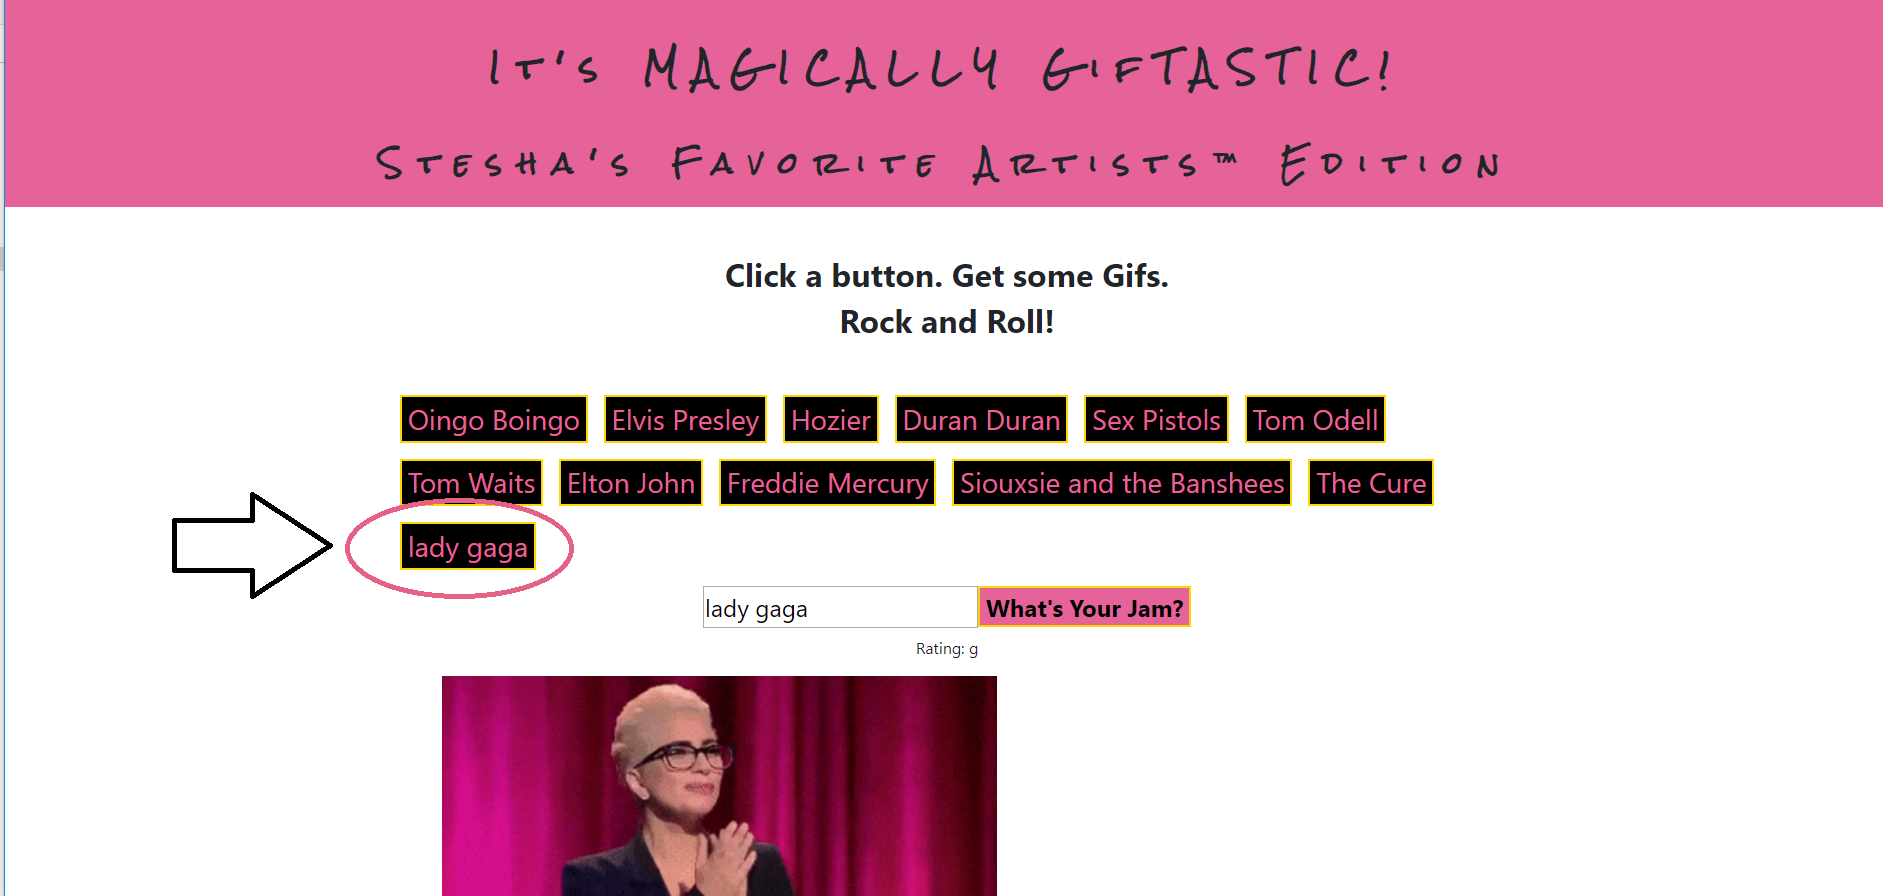 It's MAGICALLY GifTASTIC!
Stesha's Favorite Artists™ Edition
Click a button. Get some Gifs.
Rock and Roll!
Oingo Boingo Elvis Presley Hozier Duran Duran Sex Pistols Tom Odell
Tom Waits Elton John Freddie Mercury Siouxsie and the Banshees The Cure
lady gaga
lady gaga What's Your Jam?
Rating: g